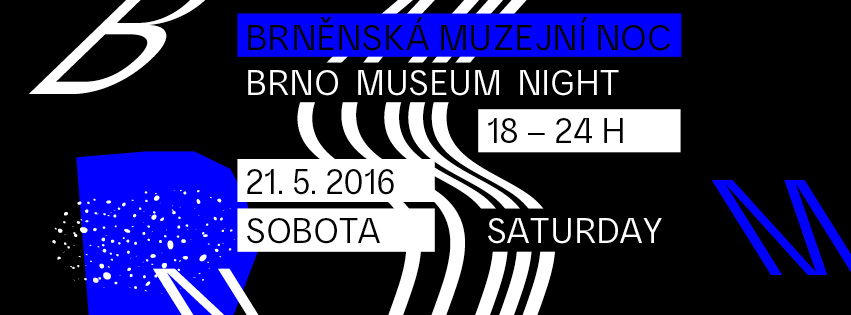 B
BRNĚNSKÁ MUZEJNÍ NOC
BRNO MUSEUM NIGHT
18 – 24 H
21. 5. 2016
SOBOTA
SATURDAY
M